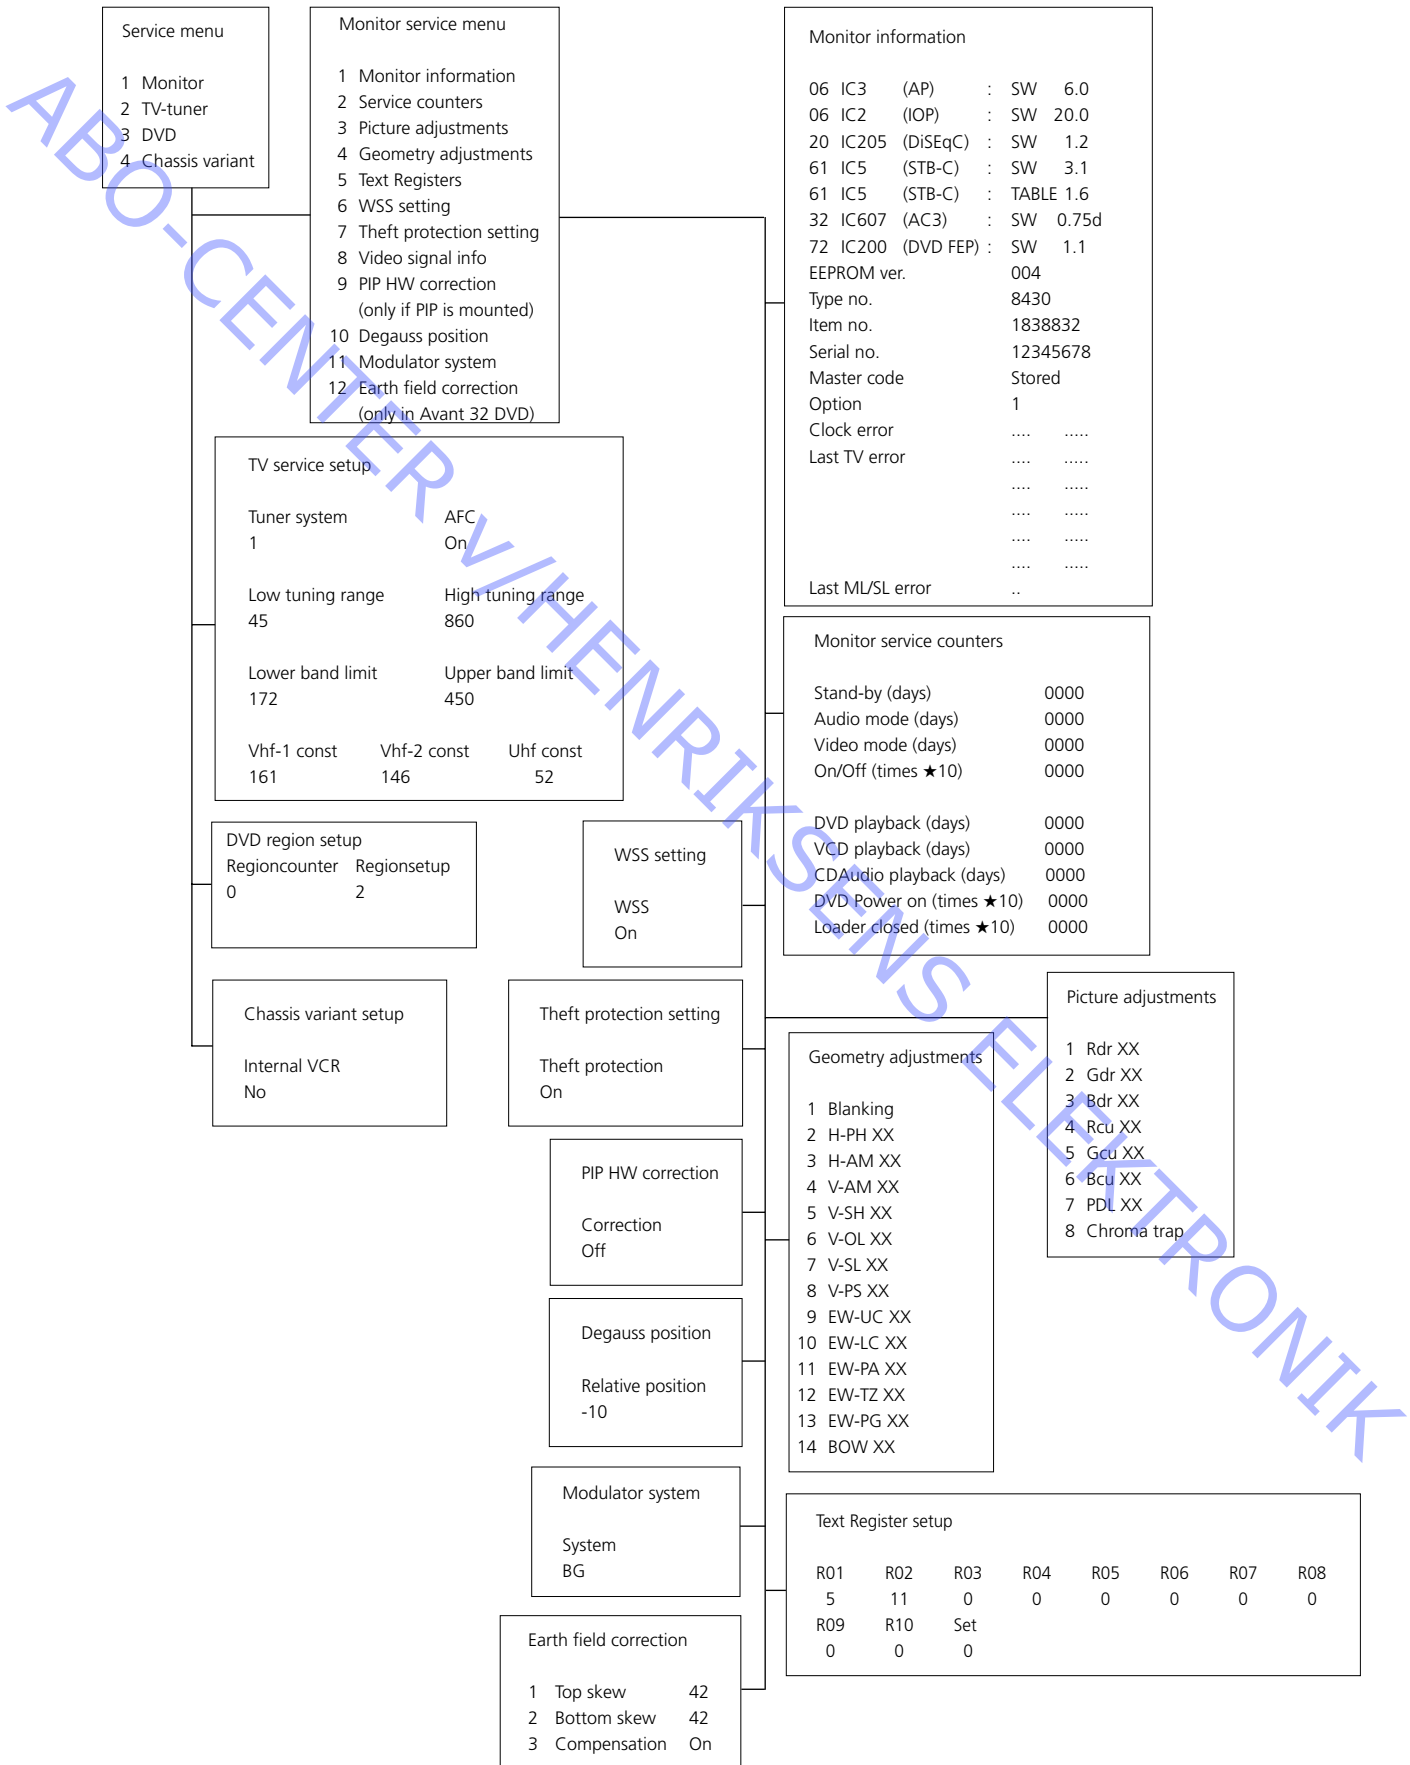 Service menu
1 Monitor
2 TV-tuner
3 DVD
4 Chassis variant
Monitor service menu
1 Monitor information
2 Service counters
3 Picture adjustments
4 Geometry adjustments
5 Text Registers
6 WSS setting
7 Theft protection setting
8 Video signal info
9 PIP HW correction
(only if PIP is mounted)
10 Degauss position
11 Modulator system
12 Earth field correction
(only in Avant 32 DVD)
Monitor information
06 IC3 (AP) : SW 6.0
06 IC2 (IOP) : SW 20.0
20 IC205 (DiSEqC) : SW 1.2
61 IC5 (STB-C) : SW 3.1
61 IC5 (STB-C) : TABLE 1.6
32 IC607 (AC3) : SW 0.75d
72 IC200 (DVD FEP) : SW 1.1
EEPROM ver. 004
Type no. 8430
Item no. 1838832
Serial no. 12345678
Master code Stored
Option 1
Clock error .... .....
Last TV error .... .....
.... .....
.... .....
.... .....
.... .....
Last ML/SL error ..
TV service setup
Tuner system AFC
1 On
Low tuning range High tuning range
45 860
Lower band limit Upper band limit
172 450
Vhf-1 const Vhf-2 const Uhf const
161 146 52
Monitor service counters
Stand-by (days) 0000
Audio mode (days) 0000
Video mode (days) 0000
On/Off (times ★10) 0000
DVD playback (days) 0000
VCD playback (days) 0000
CDAudio playback (days) 0000
DVD Power on (times ★10) 0000
Loader closed (times ★10) 0000
DVD region setup
Regioncounter Regionsetup
0 2
WSS setting
WSS
On
Chassis variant setup
Internal VCR
No
Theft protection setting
Theft protection
On
Picture adjustments
1 Rdr XX
2 Gdr XX
3 Bdr XX
4 Rcu XX
5 Gcu XX
6 Bcu XX
7 PDL XX
8 Chroma trap
Geometry adjustments
1 Blanking
2 H-PH XX
3 H-AM XX
4 V-AM XX
5 V-SH XX
6 V-OL XX
7 V-SL XX
8 V-PS XX
9 EW-UC XX
10 EW-LC XX
11 EW-PA XX
12 EW-TZ XX
13 EW-PG XX
14 BOW XX
PIP HW correction
Correction
Off
Degauss position
Relative position
-10
Modulator system
System
BG
Text Register setup
R01 R02 R03 R04 R05 R06 R07 R08
5 11 0 0 0 0 0 0
R09 R10 Set
0 0 0
Earth field correction
1 Top skew 42
2 Bottom skew 42
3 Compensation On
ABO-CENTER v/HENRIKSENS ELEKTRONIK